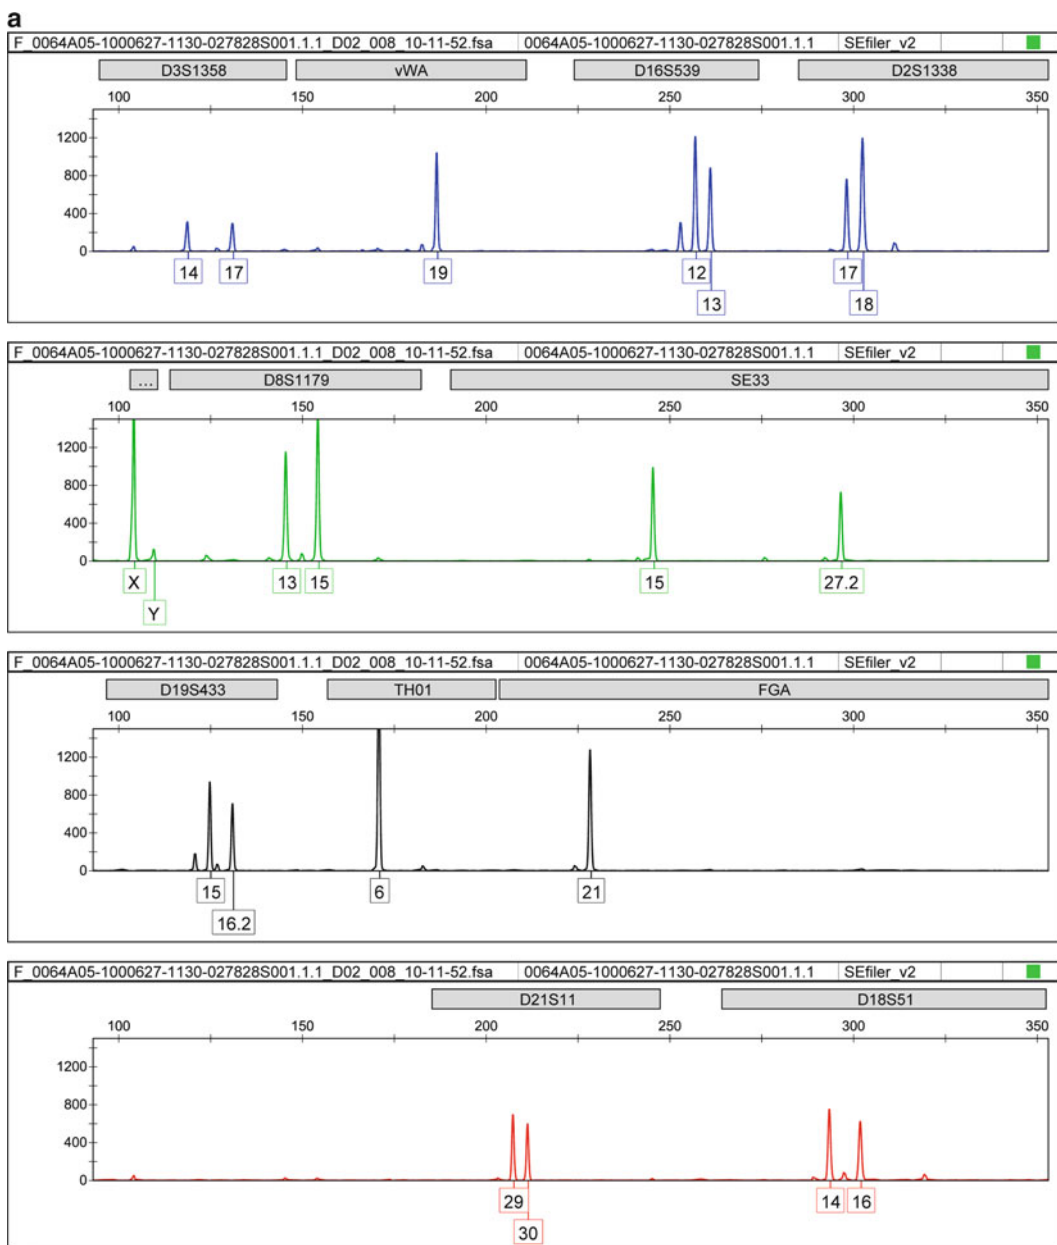 a
F_0064A05-1000627-1130-027828S001.1.1_D02_008_10-11-52.fsa 0064A05-1000627-1130-027828S001.1.1 SEfiler_v2
D3S1358 vWA D16S539 D2S1338
100 150 200 250 300 350
1200
800
400
0
14 17 19 12 17
13 18
F_0064A05-1000627-1130-027828S001.1.1_D02_008_10-11-52.fsa 0064A05-1000627-1130-027828S001.1.1 SEfiler_v2
... D8S1179 SE33
100 150 200 250 300 350
1200
800
400
0
X 13 15 15 27.2
Y
F_0064A05-1000627-1130-027828S001.1.1_D02_008_10-11-52.fsa 0064A05-1000627-1130-027828S001.1.1 SEfiler_v2
D19S433 TH01 FGA
100 150 200 250 300 350
1200
800
400
0
15 6 21
16.2
F_0064A05-1000627-1130-027828S001.1.1_D02_008_10-11-52.fsa 0064A05-1000627-1130-027828S001.1.1 SEfiler_v2
D21S11 D18S51
100 150 200 250 300 350
1200
800
400
0
29 14 16
30